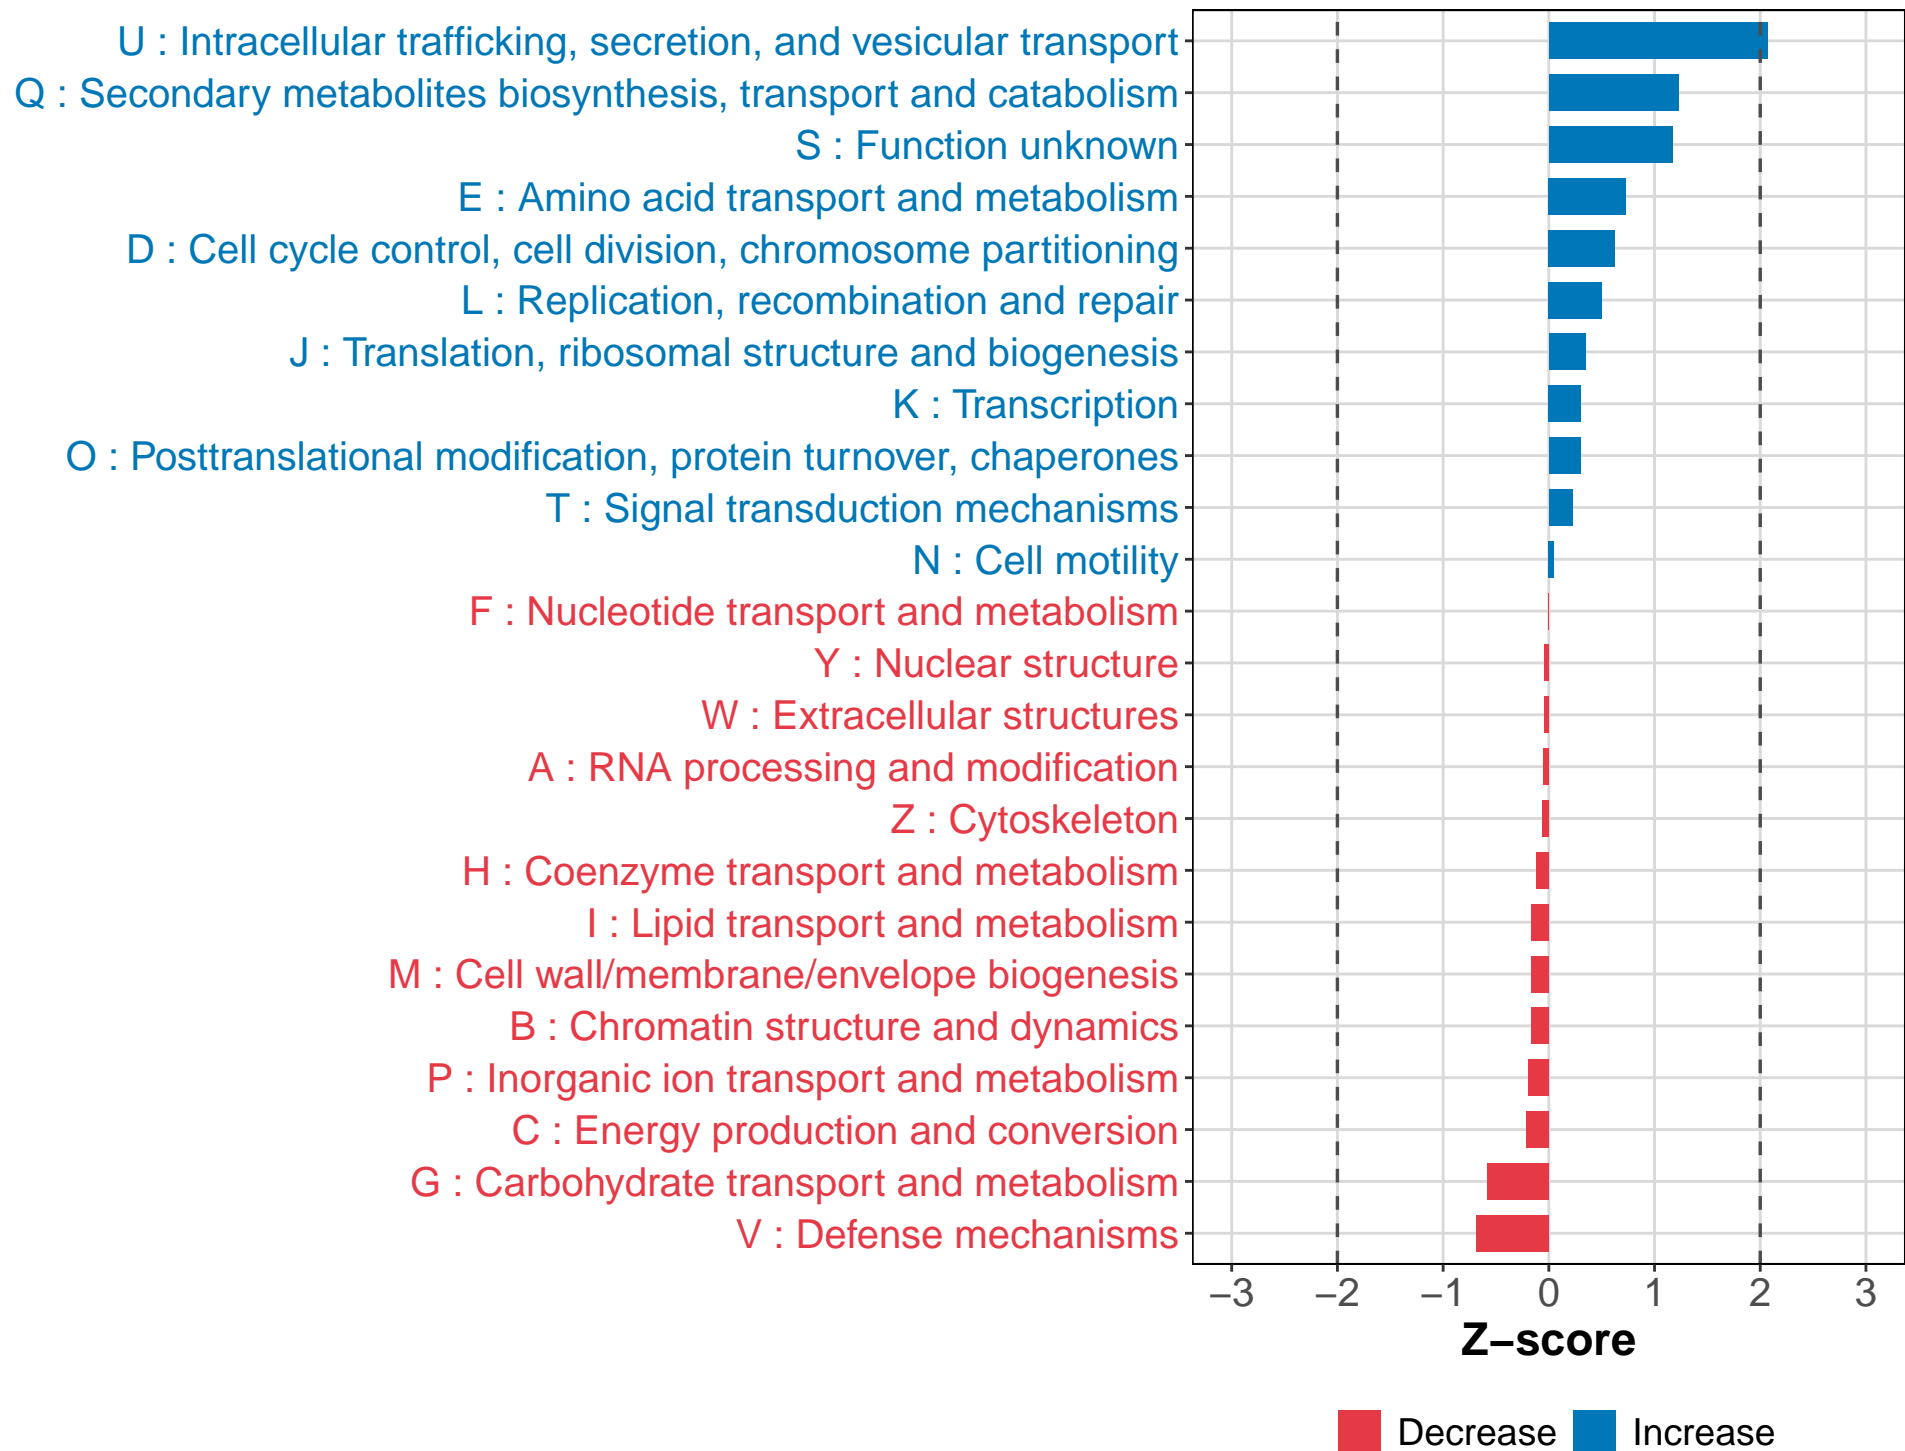 U : Intracellular trafficking, secretion, and vesicular transport
Q : Secondary metabolites biosynthesis, transport and catabolism
S : Function unknown
E : Amino acid transport and metabolism
D : Cell cycle control, cell division, chromosome partitioning
L : Replication, recombination and repair
J : Translation, ribosomal structure and biogenesis
K : Transcription
O : Posttranslational modification, protein turnover, chaperones
T : Signal transduction mechanisms
N : Cell motility
F : Nucleotide transport and metabolism
Y : Nuclear structure
W : Extracellular structures
A : RNA processing and modification
Z : Cytoskeleton
H : Coenzyme transport and metabolism
I : Lipid transport and metabolism
M : Cell wall/membrane/envelope biogenesis
B : Chromatin structure and dynamics
P : Inorganic ion transport and metabolism
C : Energy production and conversion
G : Carbohydrate transport and metabolism
V : Defense mechanisms
−3 −2 −1 0 1 2 3
Z−score
Decrease Increase